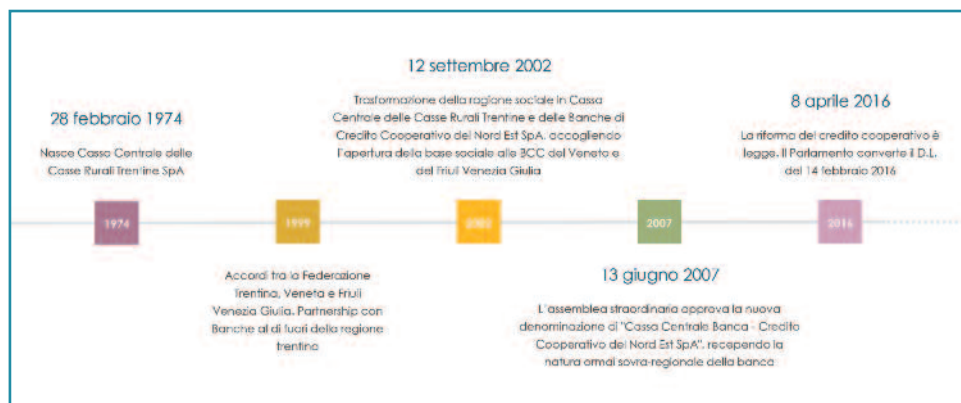 28 febbraio 1974
Nasce Cassa Centrale delle
Casse Rurali Trentine SpA
1974
1999
Accordi tra la Federazione
Trentina, Veneta e Friuli
Venezia Giulia. Partnership con
Banche al di fuori della regione
trentina
12 settembre 2002
Trasformazione della ragione sociale in Cassa
Centrale delle Casse Rurali Trentine e delle Banche di
Credito Cooperativo del Nord Est SpA, accogliendo
l'apertura della base sociale alle BCC del Veneto e
del Friuli Venezia Giulia
2002
2007
13 giugno 2007
L'assemblea straordinaria approva la nuova
denominazione di "Cassa Centrale Banca - Credito
Cooperativo del Nord Est SpA", recependo la
natura ormai sovra-regionale della banca
8 aprile 2016
La riforma del credito cooperativo è
legge. Il Parlamento converte il D.L.
del 14 febbraio 2016
2016